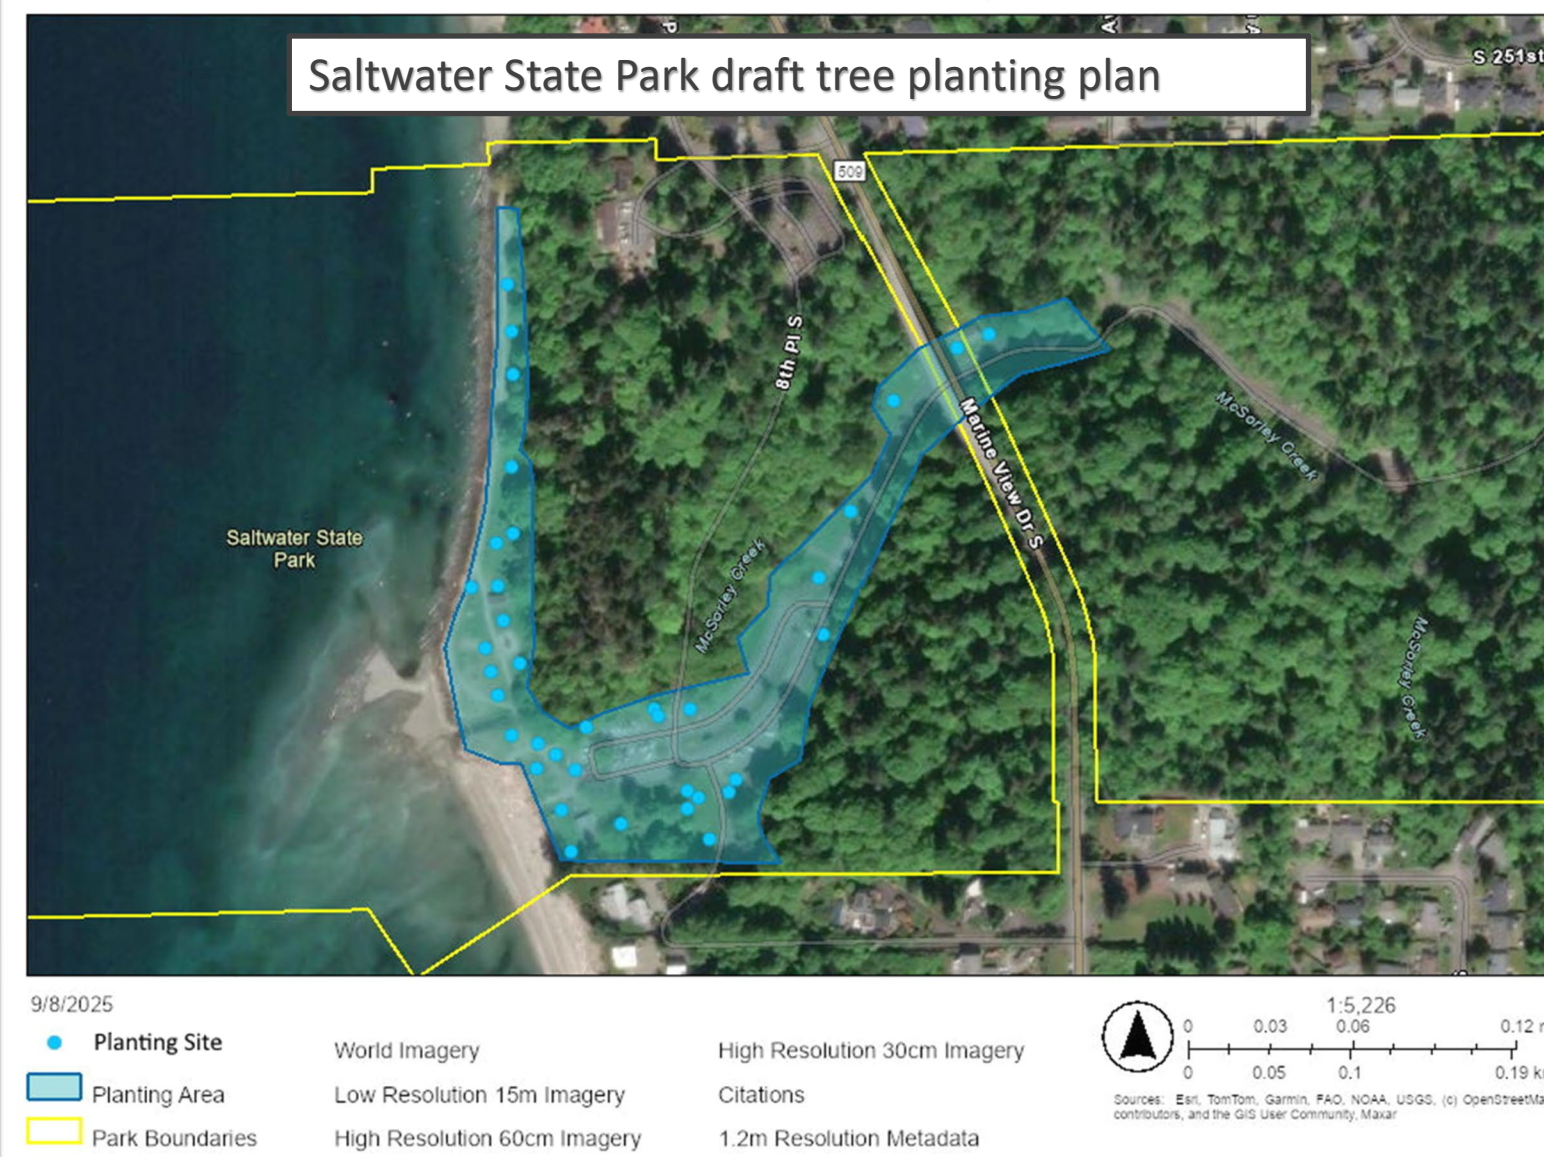 Saltwater State Park draft tree planting plan
S 251st
509
8th Pl S
Marine View Dr S
McSorley Creek
McSorley Creek
McSorley Creek
Saltwater State
Park
9/8/2025
Planting Site
Planting Area
Park Boundaries
World Imagery
Low Resolution 15m Imagery
High Resolution 60cm Imagery
High Resolution 30cm Imagery
Citations
1.2m Resolution Metadata
1:5,226
0 0.03 0.06 0.12
0 0.05 0.1 0.19
Sources: Esri, TomTom, Garmin, FAO, NOAA, USGS, (c) OpenStreetMa
contributors, and the GIS User Community, Maxar